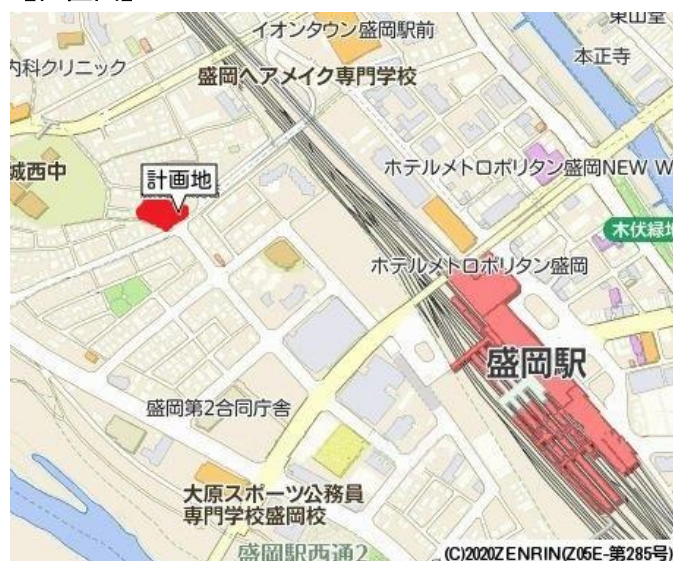 東山堂
イオンタウン盛岡駅前
本正寺
内科クリニック
盛岡ヘアメイク専門学校
城西中
計画地
ホテルメトロポリタン盛岡NEW W
木伏緑地
ホテルメトロポリタン盛岡
盛岡駅
盛岡第2合同庁舎
大原スポーツ公務員
専門学校盛岡校
盛岡駅西通2
(C)2020ZENRIN(Z05E-第285号)